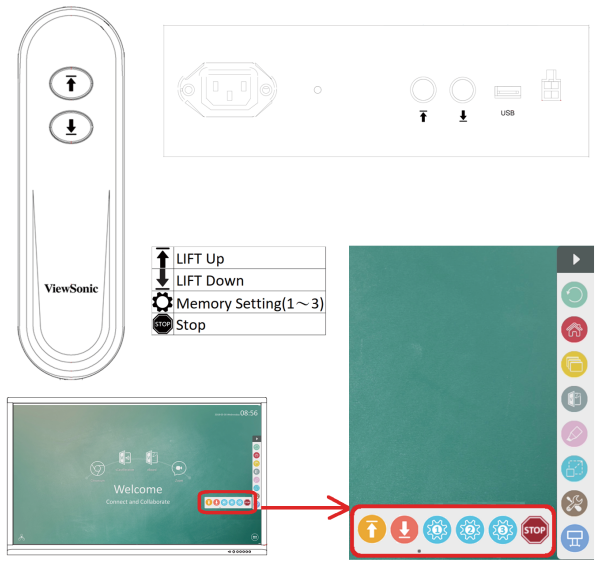 ViewSonic
USB
LIFT Up
LIFT Down
Memory Setting(1～3)
STOP Stop
08:56
Welcome
Connect and Collaborate
1 2 3 STOP